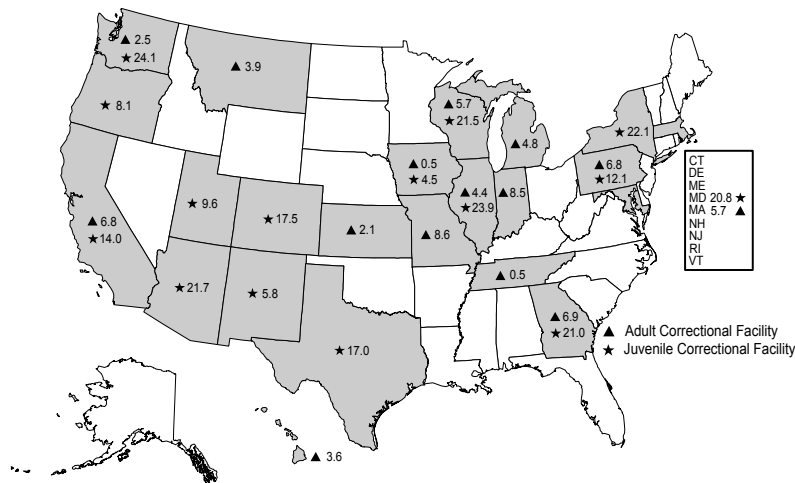 ▲ 2.5
★ 24.1
▲ 3.9
★ 8.1
▲ 5.7
★ 21.5
▲ 4.8
★ 22.1
▲ 0.5
★ 4.5
▲ 6.8
★ 12.1
▲ 4.4
★ 23.9
▲ 8.5
★ 9.6
★ 17.5
▲ 6.8
★ 14.0
▲ 2.1
▲ 8.6
▲ 0.5
★ 21.7
★ 5.8
▲ 6.9
★ 21.0
★ 17.0
▲ 3.6
CT
DE
ME
MD 20.8 ★
MA 5.7 ▲
NH
NJ
RI
VT
▲ Adult Correctional Facility
★ Juvenile Correctional Facility